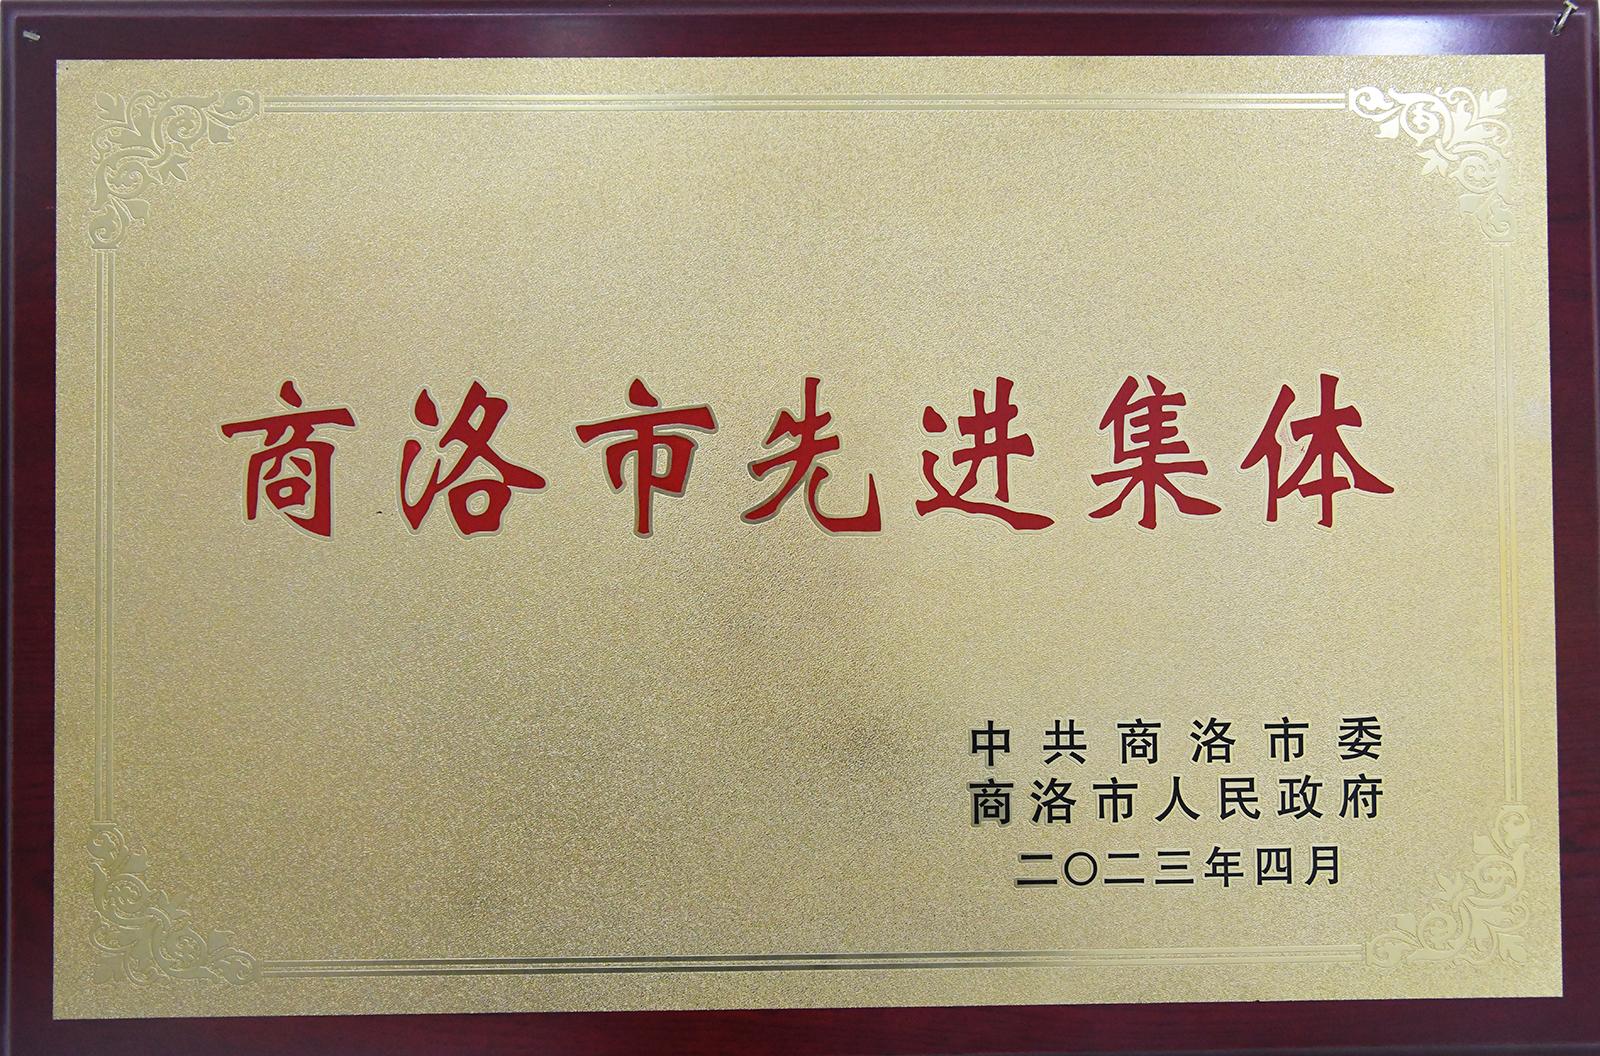 商洛市先进集体
中共商洛市委
商洛市人民政府
二〇二三年四月